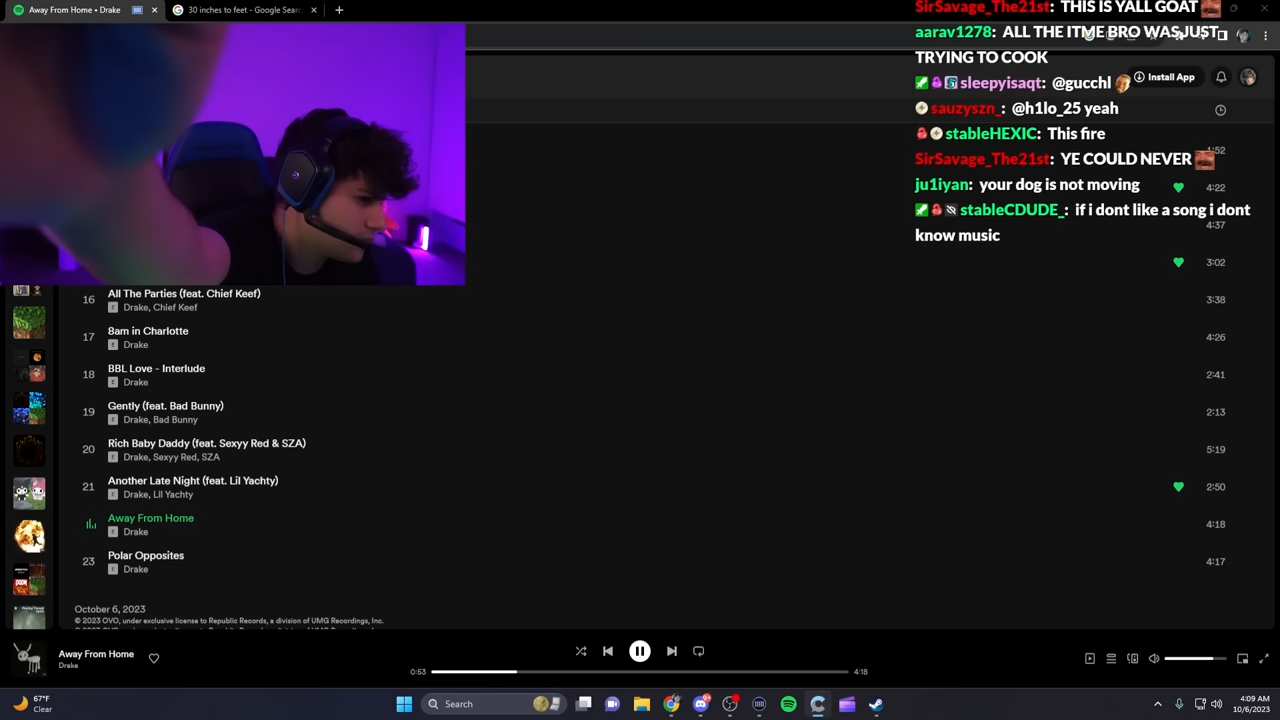 Away From Home • Drake
30 inches to feet - Google Sear
SirSavage_The21st: THIS IS YALL GOAT
aarav1278: ALL THE ITME BRO WAS JUST
TRYING TO COOK
Install App
sleepyisaqt: @gucchl
sauzyszn_: @h1lo_25 yeah
stableHEXIC: This fire
1:52
SirSavage_The21st: YE COULD NEVER
ju1iyan: your dog is not moving
4:22
stableCDUDE_: if i dont like a song i dont
know music
4:37
3:02
16
All The Parties (feat. Chief Keef)
E Drake, Chief Keef
3:38
17
8am in Charlotte
E Drake
4:26
18
BBL Love - Interlude
E Drake
2:41
19
Gently (feat. Bad Bunny)
E Drake, Bad Bunny
2:13
20
Rich Baby Daddy (feat. Sexyy Red & SZA)
E Drake, Sexyy Red, SZA
5:19
21
Another Late Night (feat. Lil Yachty)
E Drake, Lil Yachty
2:50
Away From Home
E Drake
4:18
23
Polar Opposites
E Drake
4:17
October 6, 2023
© 2023 OVO, under exclusive license to Republic Records, a division of UMG Recordings, Inc.
Away From Home
Drake
0:53
4:18
67°F
Clear
Search
4:09 AM
10/6/2023